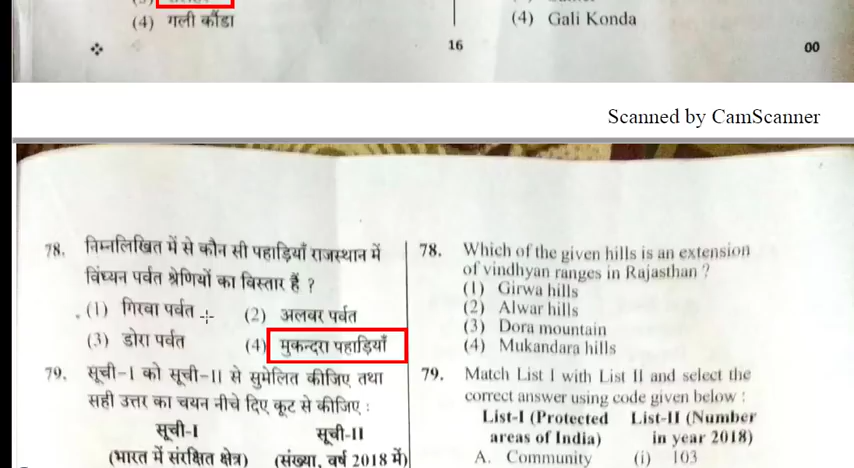 (4) गली कौंडा
(4) Gali Konda
16
00
Scanned by CamScanner
78. निम्नलिखित में से कौन सी पहाड़ियाँ राजस्थान में
विंध्यन पर्वत श्रेणियों का विस्तार हैं ?
(1) गिरवा पर्वत (2) अलवर पर्वत
(3) डोरा पर्वत (4) मुकन्दरा पहाड़ियाँ
79. सूची-I को सूची-II से सुमेलित कीजिए तथा
सही उत्तर का चयन नीचे दिए कूट से कीजिए :
सूची-I सूची-II
(भारत में संरक्षित क्षेत्र) (संख्या, वर्ष 2018 में)
78. Which of the given hills is an extension
of vindhyan ranges in Rajasthan ?
(1) Girwa hills
(2) Alwar hills
(3) Dora mountain
(4) Mukandara hills
79. Match List I with List II and select the
correct answer using code given below :
List-I (Protected List-II (Number
areas of India) in year 2018)
A. Community (i) 103